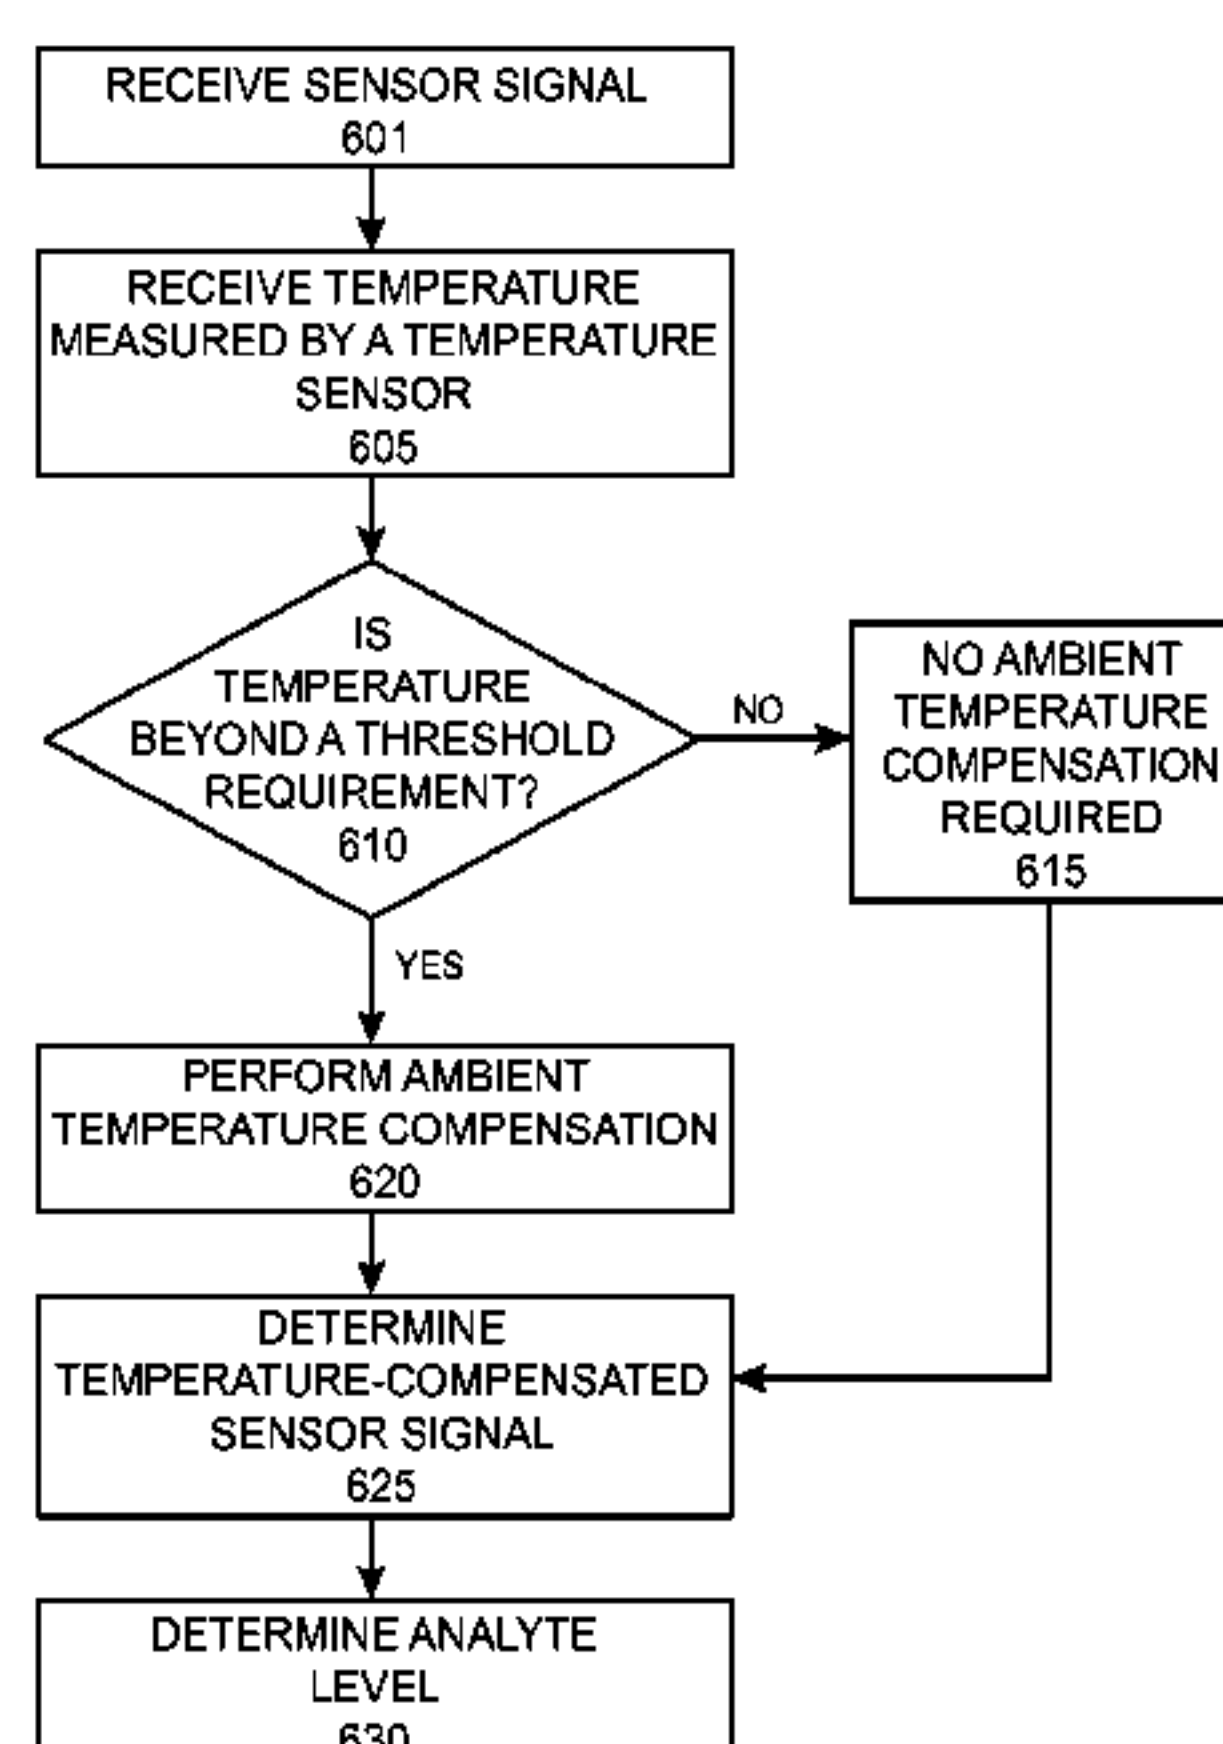 RECEIVE SENSOR SIGNAL
601
RECEIVE TEMPERATURE
MEASURED BY A TEMPERATURE
SENSOR
605
IS
TEMPERATURE
BEYOND A THRESHOLD
REQUIREMENT?
610
NO
NO AMBIENT
TEMPERATURE
COMPENSATION
REQUIRED
615
YES
PERFORM AMBIENT
TEMPERATURE COMPENSATION
620
DETERMINE
TEMPERATURE-COMPENSATED
SENSOR SIGNAL
625
DETERMINE ANALYTE
LEVEL
630